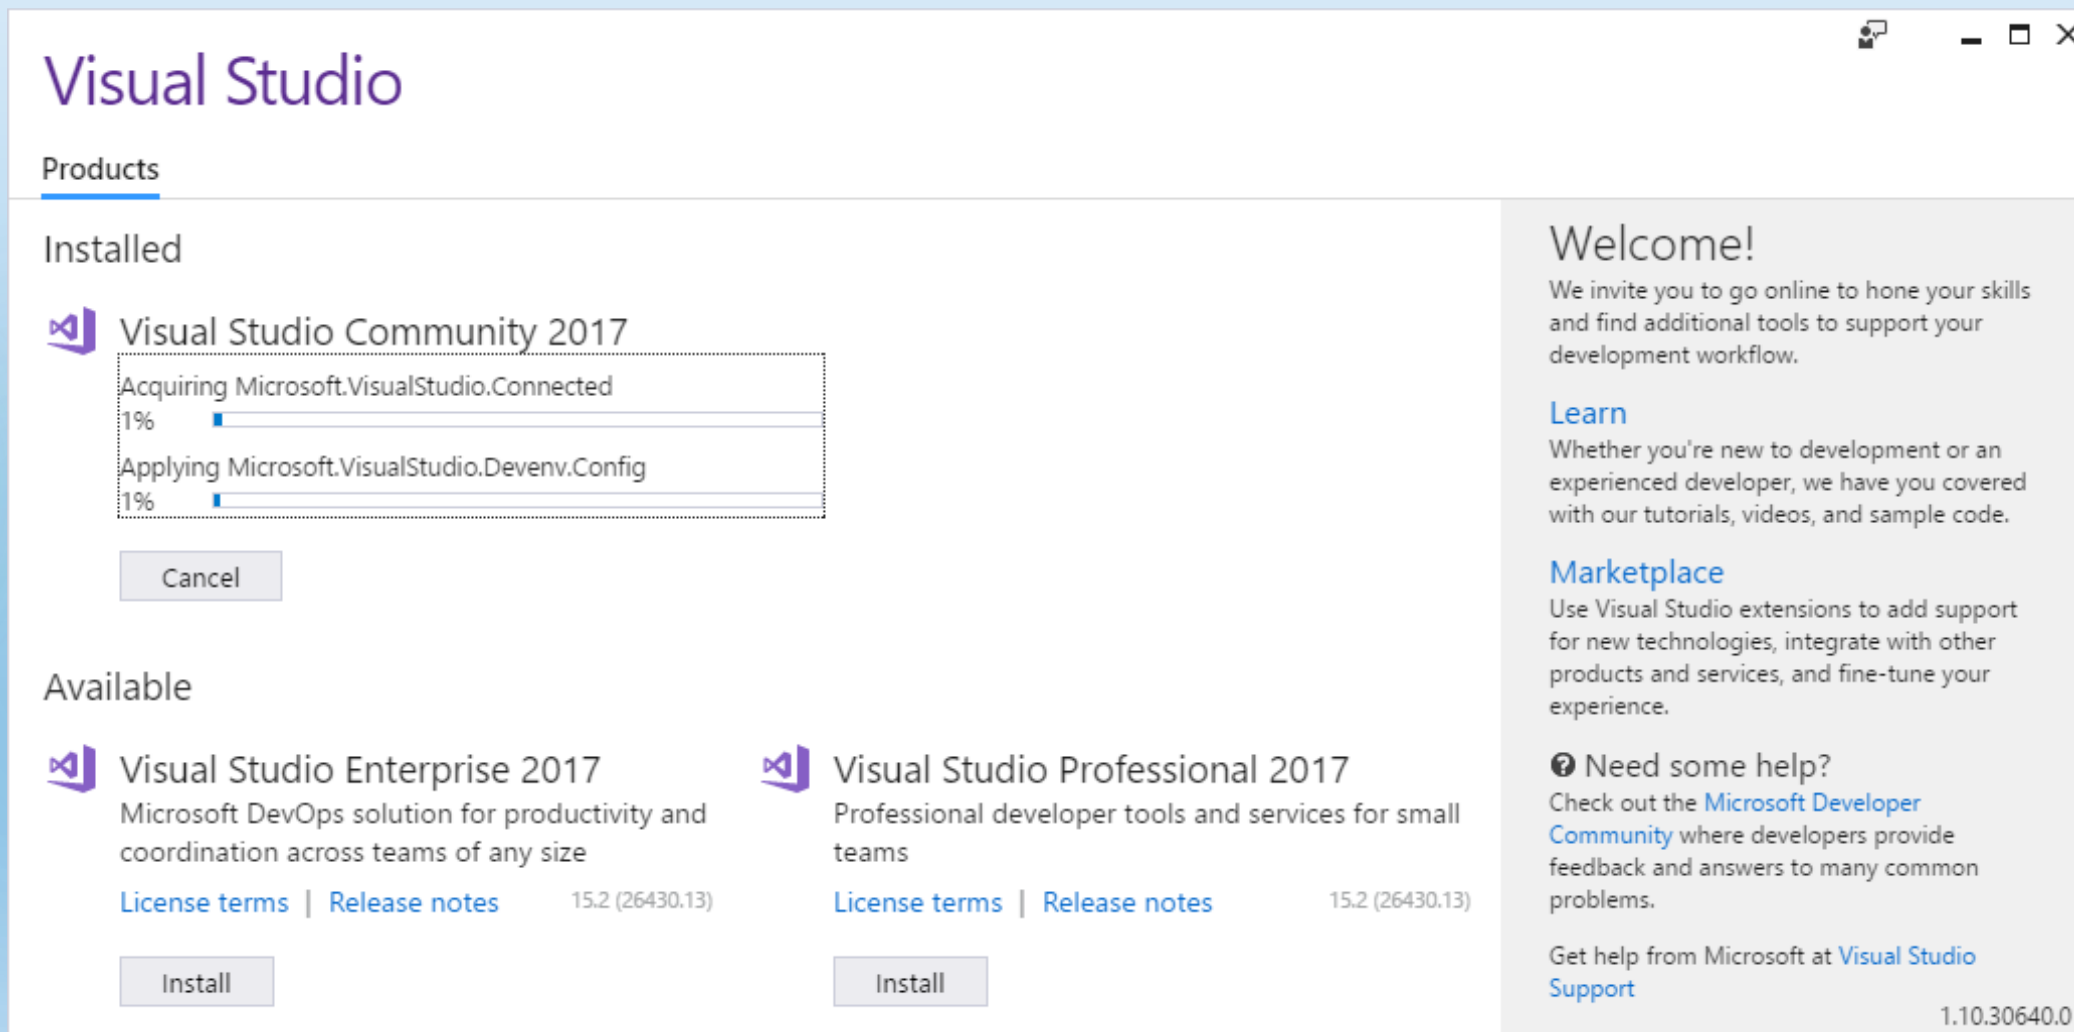 Visual Studio
Products
Installed
Visual Studio Community 2017
Acquiring Microsoft.VisualStudio.Connected
1%
Applying Microsoft.VisualStudio.Devenv.Config
1%
Cancel
Available
Visual Studio Enterprise 2017
Microsoft DevOps solution for productivity and
coordination across teams of any size
License terms | Release notes 15.2 (26430.13)
Install
Visual Studio Professional 2017
Professional developer tools and services for small
teams
License terms | Release notes 15.2 (26430.13)
Install
Welcome!
We invite you to go online to hone your skills
and find additional tools to support your
development workflow.
Learn
Whether you're new to development or an
experienced developer, we have you covered
with our tutorials, videos, and sample code.
Marketplace
Use Visual Studio extensions to add support
for new technologies, integrate with other
products and services, and fine-tune your
experience.
Need some help?
Check out the Microsoft Developer
Community where developers provide
feedback and answers to many common
problems.
Get help from Microsoft at Visual Studio
Support
1.10.30640.0